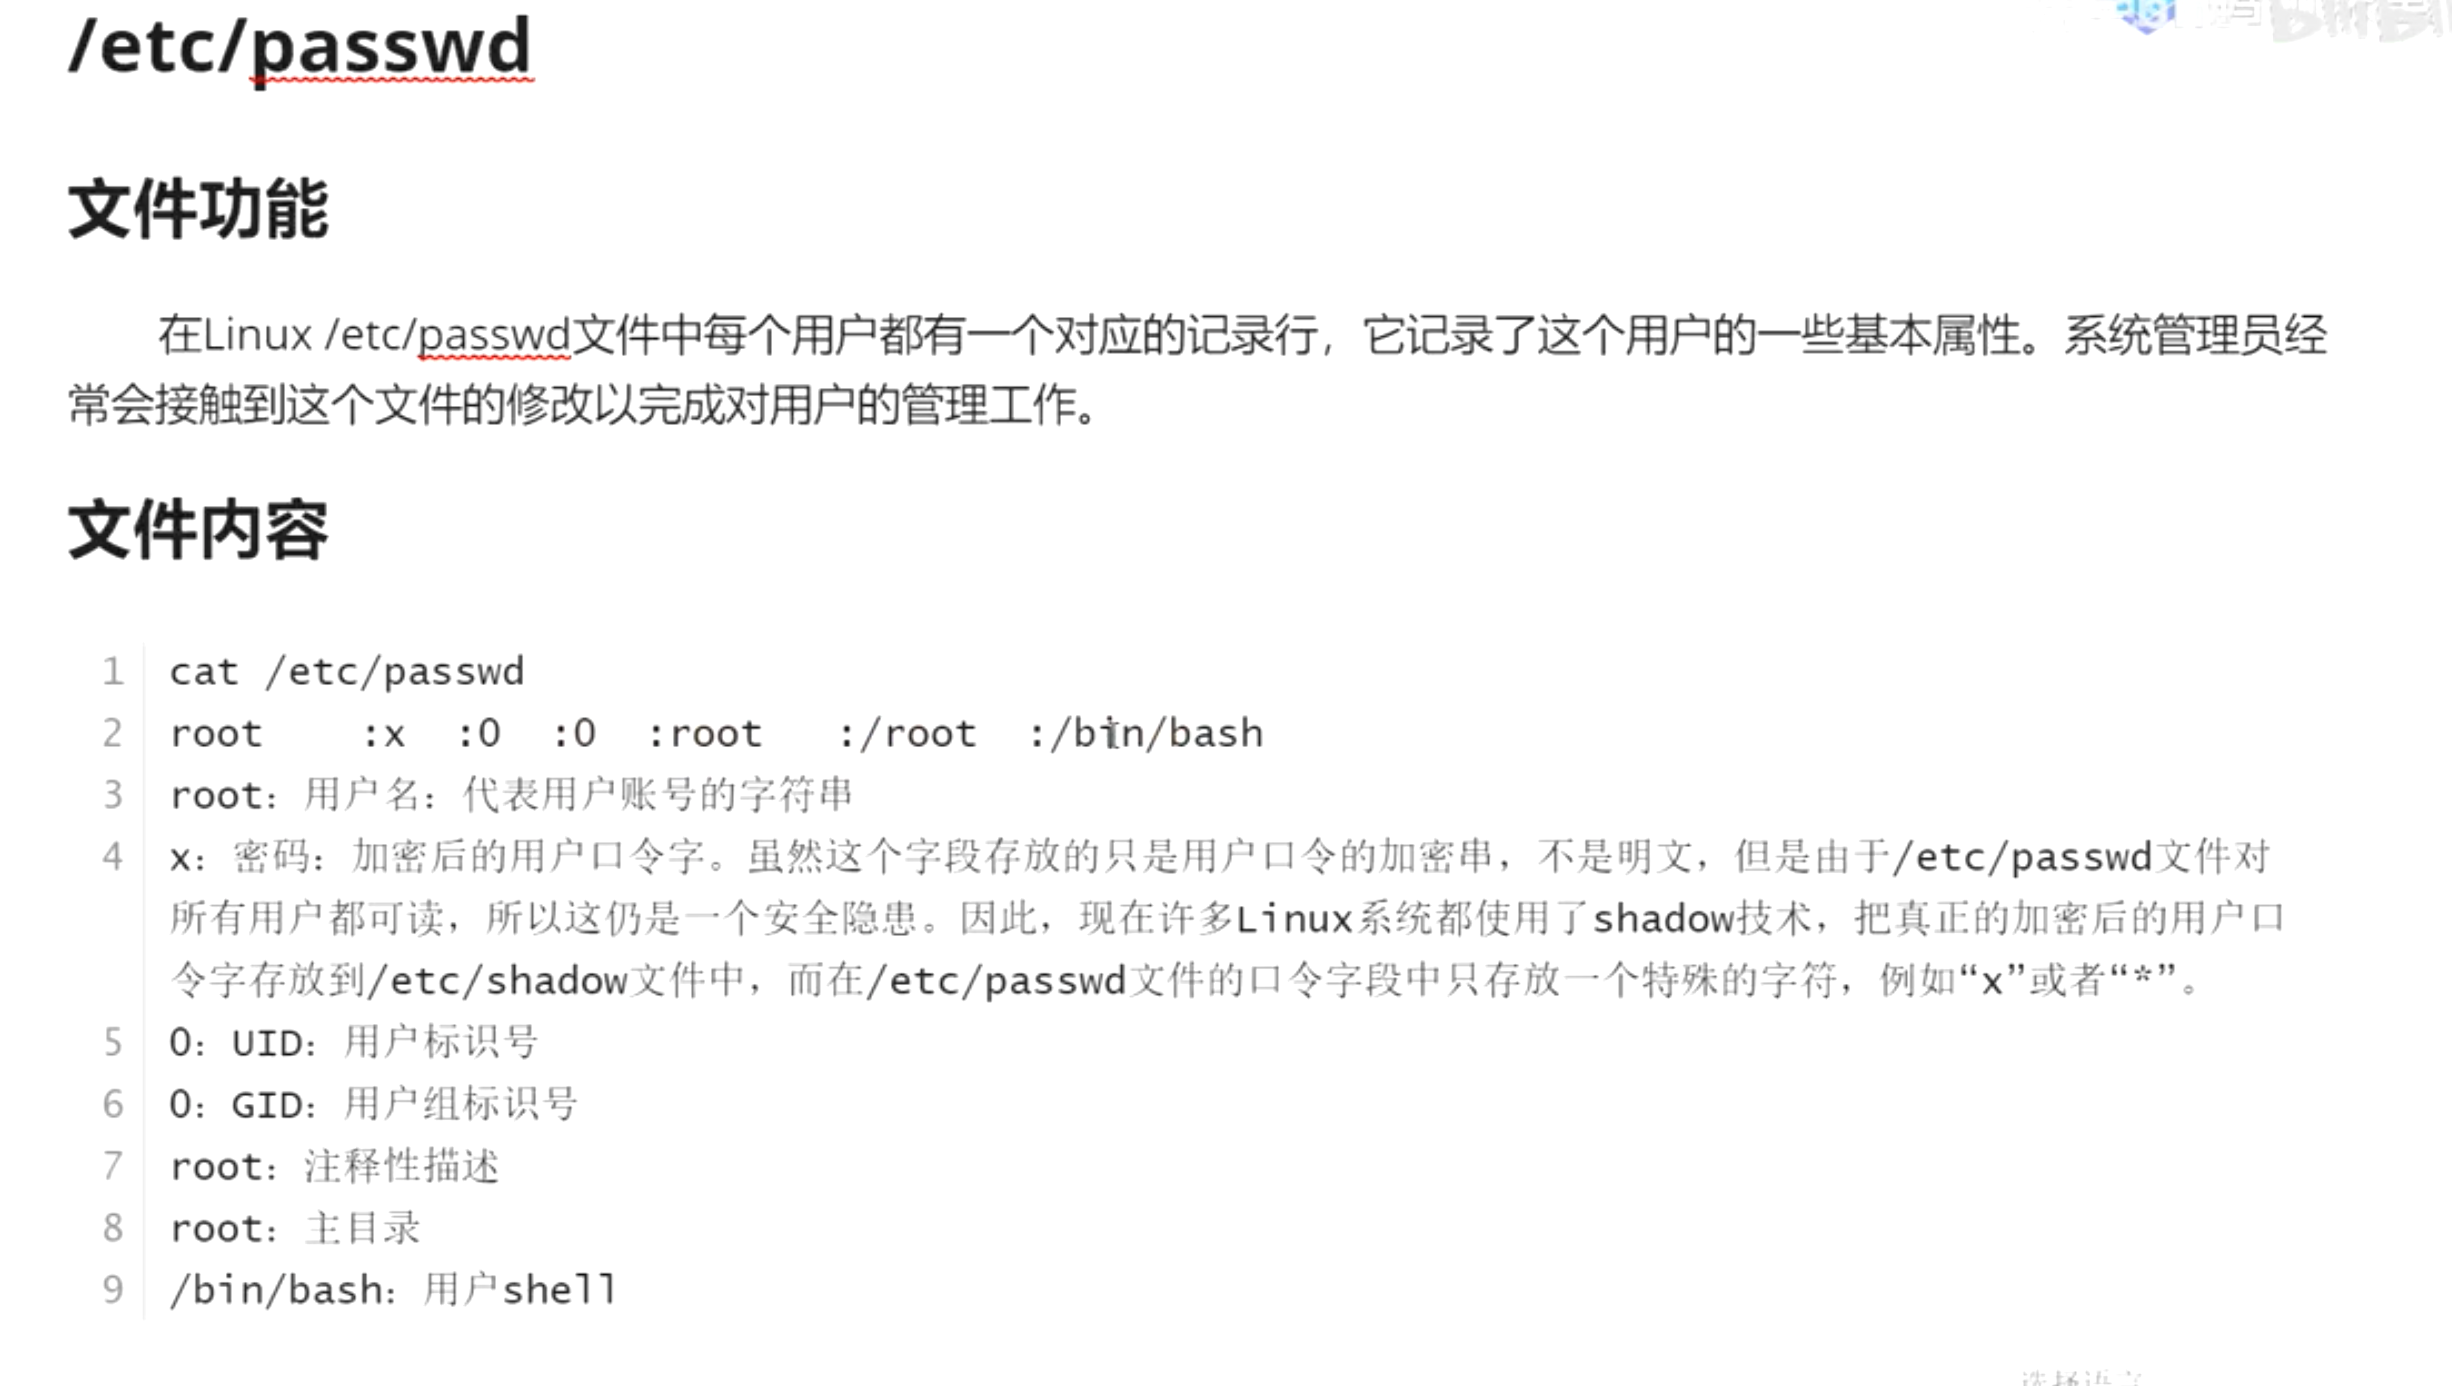 /etc/passwd
文件功能
在Linux /etc/passwd文件中每个用户都有一个对应的记录行，它记录了这个用户的一些基本属性。系统管理员经
常会接触到这个文件的修改以完成对用户的管理工作。
文件内容
1 cat /etc/passwd
2 root    :x  :0  :0  :root   :/root  :/bin/bash
3 root：用户名：代表用户账号的字符串
4 x：密码：加密后的用户口令字。虽然这个字段存放的只是用户口令的加密串，不是明文，但是由于/etc/passwd文件对
所有用户都可读，所以这仍是一个安全隐患。因此，现在许多Linux系统都使用了shadow技术，把真正的加密后的用户口
令字存放到/etc/shadow文件中，而在/etc/passwd文件的口令字段中只存放一个特殊的字符，例如“x”或者“*”。
5 0：UID：用户标识号
6 0：GID：用户组标识号
7 root：注释性描述
8 root：主目录
9 /bin/bash：用户shell